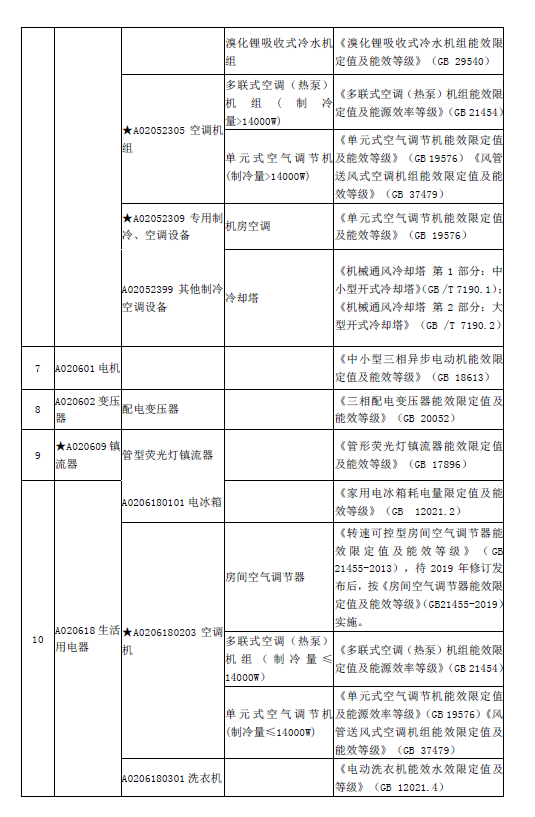 溴化锂吸收式冷水机
组
《溴化锂吸收式冷水机组能效限
定值及能效等级》（GB 29540）
★A02052305 空调机
组
多联式空调（热泵）
机组(制冷
量>14000W)
《多联式空调（热泵）机组能效限
定值及能源效率等级》（GB 21454）
单元式空气调节机
(制冷量>14000W)
《单元式空气调节机能效限定值
及能效等级》（GB 19576）《风管
送风式空调机组能效限定值及能
效等级》（GB 37479）
★A02052309 专用制
冷、空调设备
机房空调
《单元式空气调节机能效限定值
及能效等级》（GB 19576）
A02052399 其他制冷
空调设备
冷却塔
《机械通风冷却塔 第 1 部分：中
小型开式冷却塔》（GB /T 7190.1）；
《机械通风冷却塔 第 2 部分：大
型开式冷却塔》（GB /T 7190.2）
7
A020601 电机
《中小型三相异步电动机能效限
定值及能效等级》（GB 18613）
8
A020602 变压
器
配电变压器
《三相配电变压器能效限定值及
能效等级》（GB 20052）
9
★A020609 镇
流器
管型荧光灯镇流器
《管形荧光灯镇流器能效限定值
及能效等级》（GB 17896）
10
A020618 生活
用电器
A0206180101 电冰箱
《家用电冰箱耗电量限定值及能
效等级》（GB 12021.2）
★A0206180203 空调
机
房间空气调节器
《转速可控型房间空气调节器能
效限定值及能效等级》（GB
21455-2013），待 2019 年修订发
布后，按《房间空气调节器能效限
定值及能效等级》（GB21455-2019）
实施。
多联式空调（热泵）
机组（制冷量≤
14000W）
《多联式空调（热泵）机组能效限
定值及能源效率等级》（GB 21454）
单元式空气调节机
(制冷量≤14000W)
《单元式空气调节机能效限定值
及能源效率等级》（GB 19576）《风
管送风式空调机组能效限定值及
能效等级》（GB 37479）
A0206180301 洗衣机
《电动洗衣机能效水效限定值及
等级》（GB 12021.4）